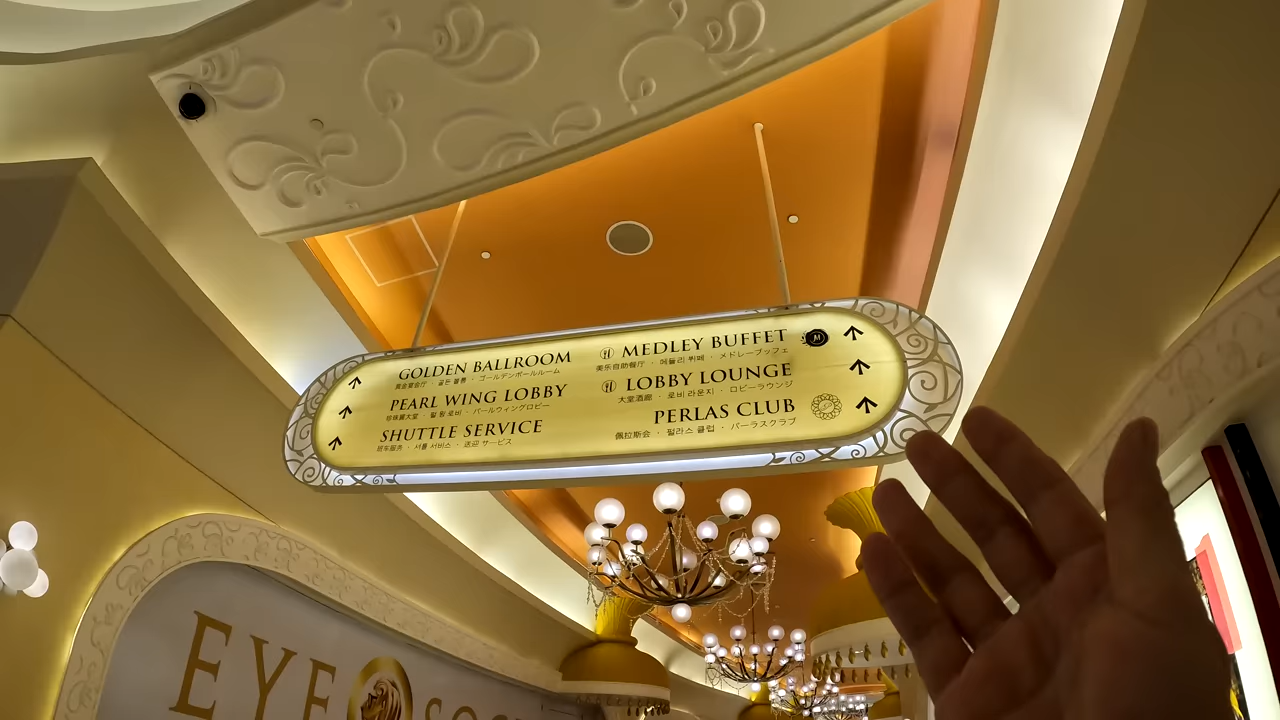 GOLDEN BALLROOM
黄金宴会厅 · 골든 볼룸 · ゴールデンボールルーム
PEARL WING LOBBY
珍珠翼大堂 · 펄 윙 로비 · パールウィングロビー
SHUTTLE SERVICE
班车服务 · 셔틀 서비스 · 送迎 サービス
MEDLEY BUFFET
美乐自助餐厅 · 메들리 뷔페 · メドレーブッフェ
M
LOBBY LOUNGE
大堂酒廊 · 로비 라운지 · ロビーラウンジ
PERLAS CLUB
佩拉斯会 · 펄라스 클럽 · パーラスクラブ
EYE